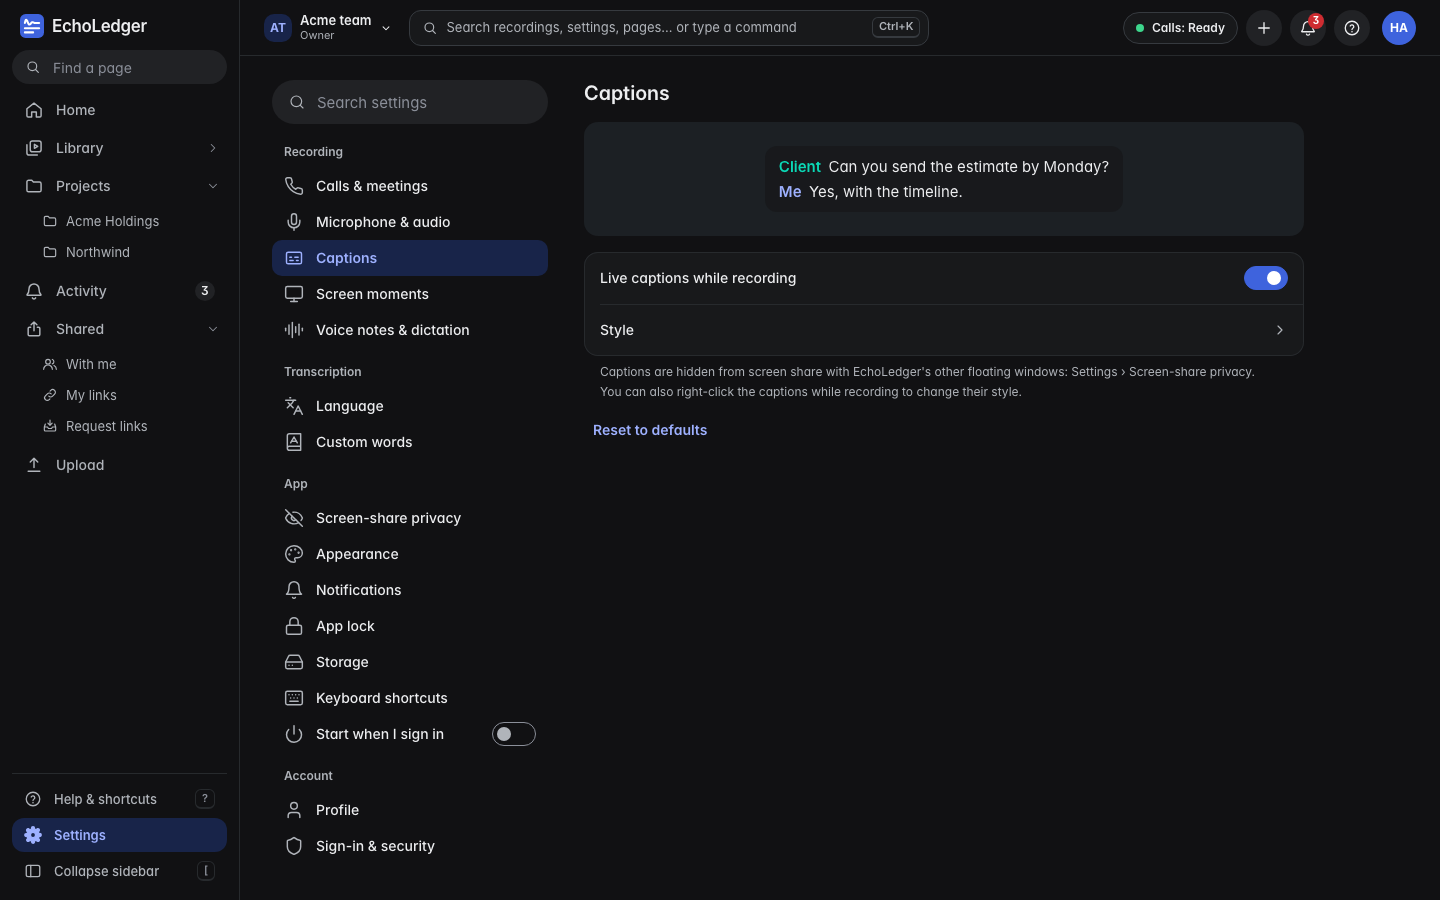 EchoLedger
Find a page
Home
Library
Projects
Acme Holdings
Northwind
Activity
3
Shared
With me
My links
Request links
Upload
Help & shortcuts
?
Settings
Collapse sidebar
[
AT
Acme team
Owner
Search recordings, settings, pages... or type a command
Ctrl+K
Calls: Ready
3
HA
Search settings
Recording
Calls & meetings
Microphone & audio
Captions
Screen moments
Voice notes & dictation
Transcription
Language
Custom words
App
Screen-share privacy
Appearance
Notifications
App lock
Storage
Keyboard shortcuts
Start when I sign in
Account
Profile
Sign-in & security
Captions
Client Can you send the estimate by Monday?
Me Yes, with the timeline.
Live captions while recording
Style
Captions are hidden from screen share with EchoLedger's other floating windows: Settings › Screen-share privacy.
You can also right-click the captions while recording to change their style.
Reset to defaults